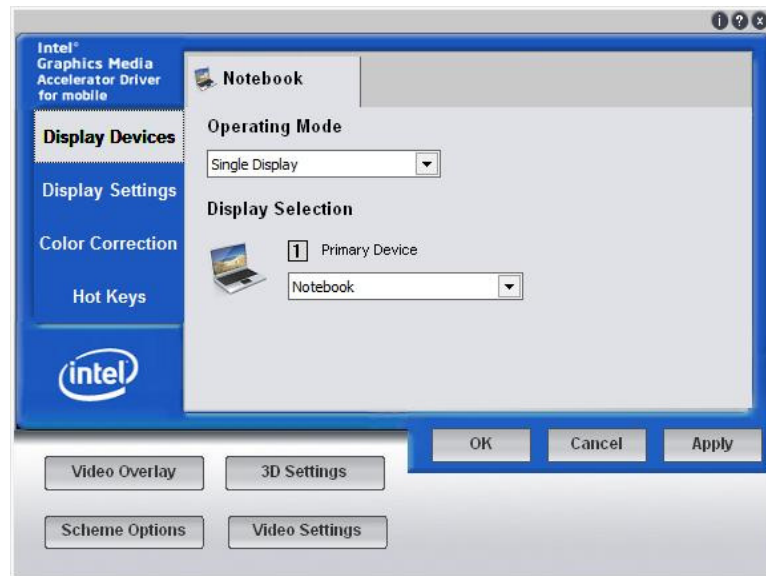 Intel®
Graphics Media
Accelerator Driver
for mobile
Notebook
Display Devices
Display Settings
Color Correction
Hot Keys
intel
Operating Mode
Single Display
Display Selection
1 Primary Device
Notebook
OK Cancel Apply
Video Overlay 3D Settings
Scheme Options Video Settings